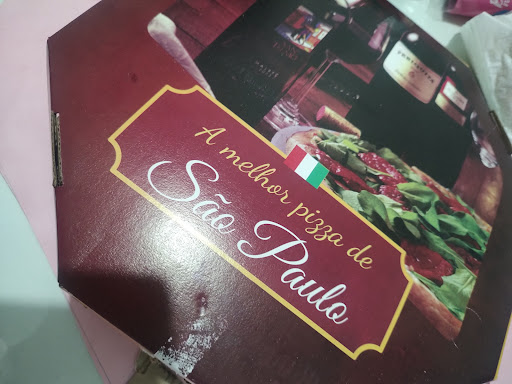 A melhor pizza de
São Paulo